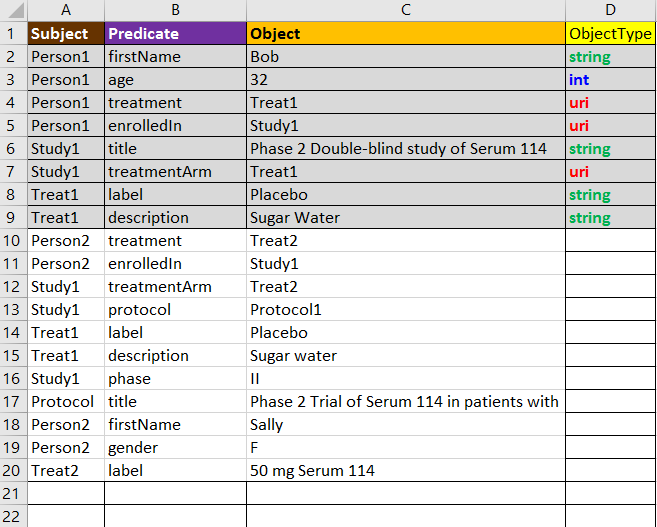 A B C D
1 Subject Predicate Object ObjectType
2 Person1 firstName Bob string
3 Person1 age 32 int
4 Person1 treatment Treat1 uri
5 Person1 enrolledIn Study1 uri
6 Study1 title Phase 2 Double-blind study of Serum 114 string
7 Study1 treatmentArm Treat1 uri
8 Treat1 label Placebo string
9 Treat1 description Sugar Water string
10 Person2 treatment Treat2
11 Person2 enrolledIn Study1
12 Study1 treatmentArm Treat2
13 Study1 protocol Protocol1
14 Treat1 label Placebo
15 Treat1 description Sugar water
16 Study1 phase II
17 Protocol title Phase 2 Trial of Serum 114 in patients with
18 Person2 firstName Sally
19 Person2 gender F
20 Treat2 label 50 mg Serum 114
21
22